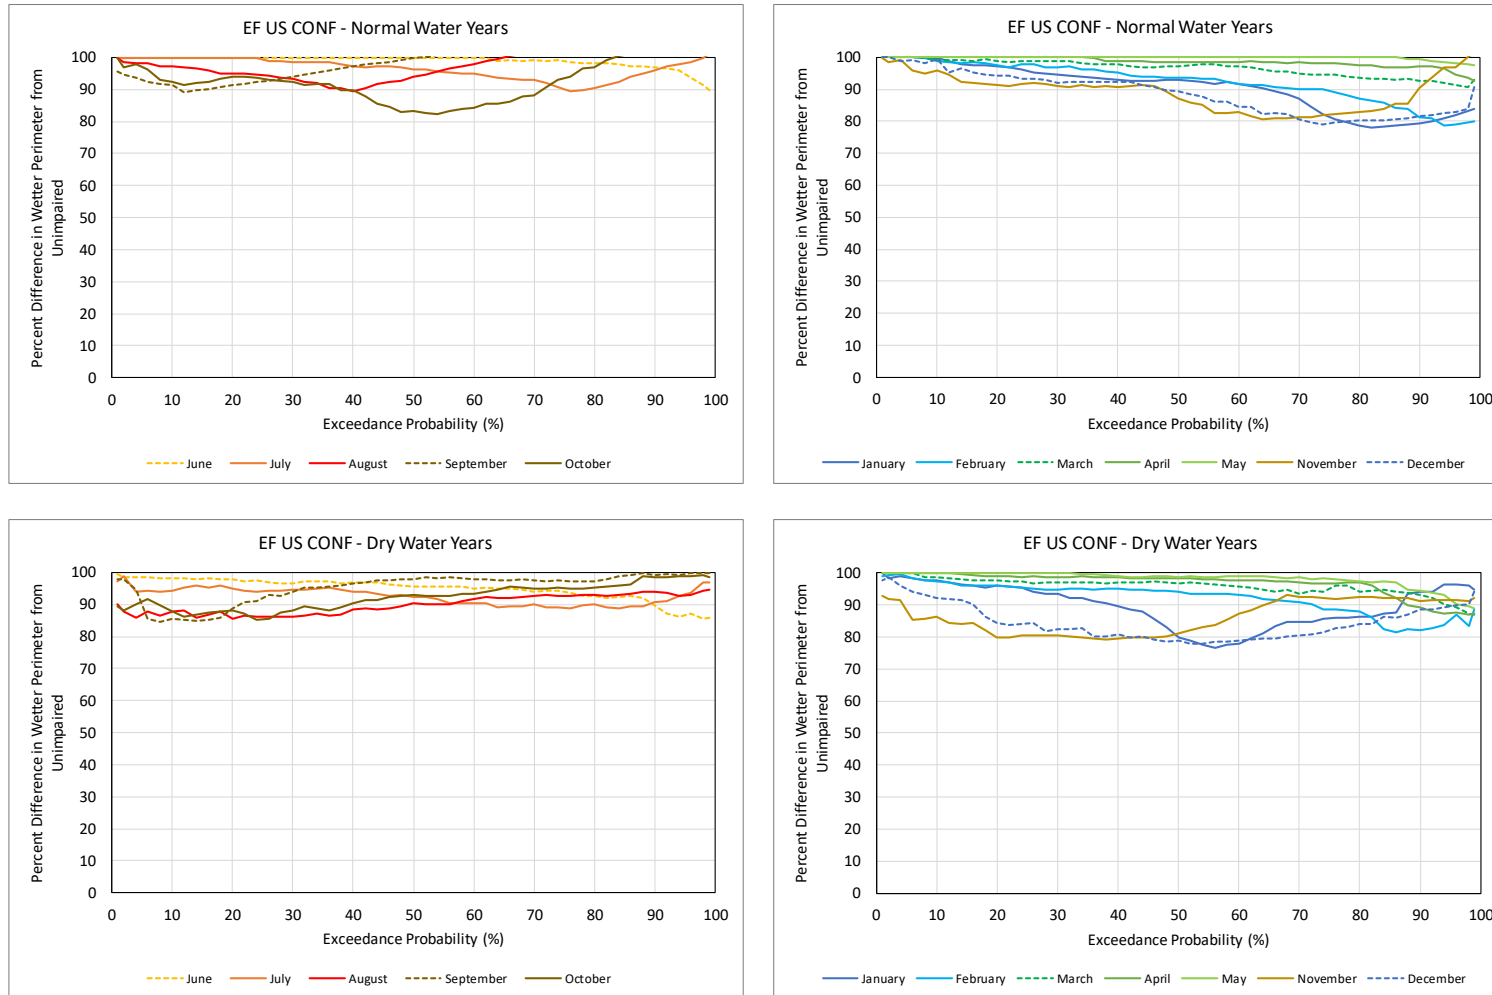 EF US CONF - Normal Water Years
Percent Difference in Wetter Perimeter from
Unimpaired
100
90
80
70
60
50
40
30
20
10
0
0 10 20 30 40 50 60 70 80 90 100
Exceedance Probability (%)
June July August September October
EF US CONF - Normal Water Years
Percent Difference in Wetter Perimeter from
Unimpaired
100
90
80
70
60
50
40
30
20
10
0
0 10 20 30 40 50 60 70 80 90 100
Exceedance Probability (%)
January February March April May November December
EF US CONF - Dry Water Years
Percent Difference in Wetter Perimeter from
Unimpaired
100
90
80
70
60
50
40
30
20
10
0
0 10 20 30 40 50 60 70 80 90 100
Exceedance Probability (%)
June July August September October
EF US CONF - Dry Water Years
Percent Difference in Wetter Perimeter from
Unimpaired
100
90
80
70
60
50
40
30
20
10
0
0 10 20 30 40 50 60 70 80 90 100
Exceedance Probability (%)
January February March April May November December